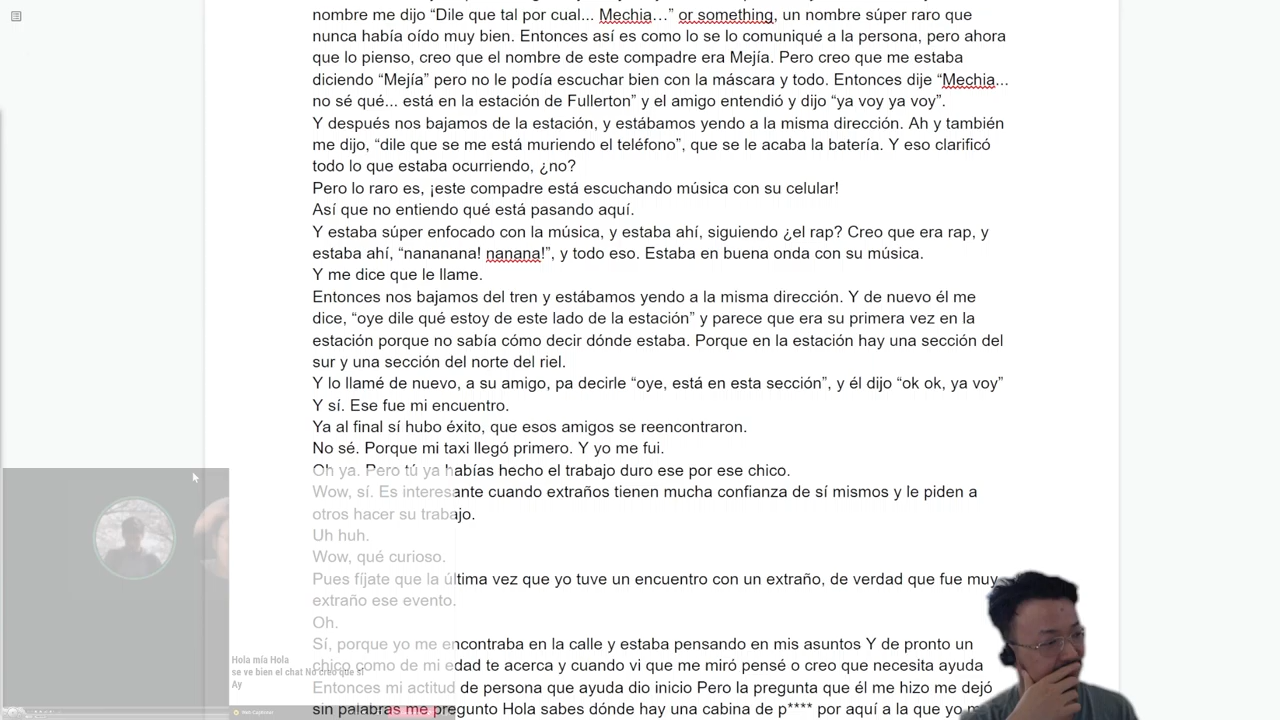 nombre me dijo “Dile que tal por cual... Mechia…” or something, un nombre súper raro que
nunca había oído muy bien. Entonces así es como lo se lo comuniqué a la persona, pero ahora
que lo pienso, creo que el nombre de este compadre era Mejía. Pero creo que me estaba
diciendo “Mejía” pero no le podía escuchar bien con la máscara y todo. Entonces dije “Mechia...
no sé qué... está en la estación de Fullerton” y el amigo entendió y dijo “ya voy ya voy”.
Y después nos bajamos de la estación, y estábamos yendo a la misma dirección. Ah y también
me dijo, “dile que se me está muriendo el teléfono”, que se le acaba la batería. Y eso clarificó
todo lo que estaba ocurriendo, ¿no?
Pero lo raro es, ¡este compadre está escuchando música con su celular!
Así que no entiendo qué está pasando aquí.
Y estaba súper enfocado con la música, y estaba ahí, siguiendo ¿el rap? Creo que era rap, y
estaba ahí, “nananana! nanana!”, y todo eso. Estaba en buena onda con su música.
Y me dice que le llame.
Entonces nos bajamos del tren y estábamos yendo a la misma dirección. Y de nuevo él me
dice, “oye dile qué estoy de este lado de la estación” y parece que era su primera vez en la
estación porque no sabía cómo decir dónde estaba. Porque en la estación hay una sección del
sur y una sección del norte del riel.
Y lo llamé de nuevo, a su amigo, pa decirle “oye, está en esta sección”, y él dijo “ok ok, ya voy”
Y sí. Ese fue mi encuentro.
Ya al final sí hubo éxito, que esos amigos se reencontraron.
No sé. Porque mi taxi llegó primero. Y yo me fui.
Oh ya. Pero tú ya habías hecho el trabajo duro ese por ese chico.
Wow, sí. Es interesante cuando extraños tienen mucha confianza de sí mismos y le piden a
otros hacer su trabajo.
Uh huh.
Wow, qué curioso.
Pues fíjate que la última vez que yo tuve un encuentro con un extraño, de verdad que fue muy
extraño ese evento.
Oh.
Sí, porque yo me encontraba en la calle y estaba pensando en mis asuntos Y de pronto un
chico como de mi edad te acerca y cuando vi que me miró pensé o creo que necesita ayuda
Entonces mi actitud de persona que ayuda dio inicio Pero la pregunta que él me hizo me dejó
sin palabras me pregunto Hola sabes dónde hay una cabina de p**** por aquí a la que yo
Hola mía Hola
se ve bien el chat No creo que si
Ay